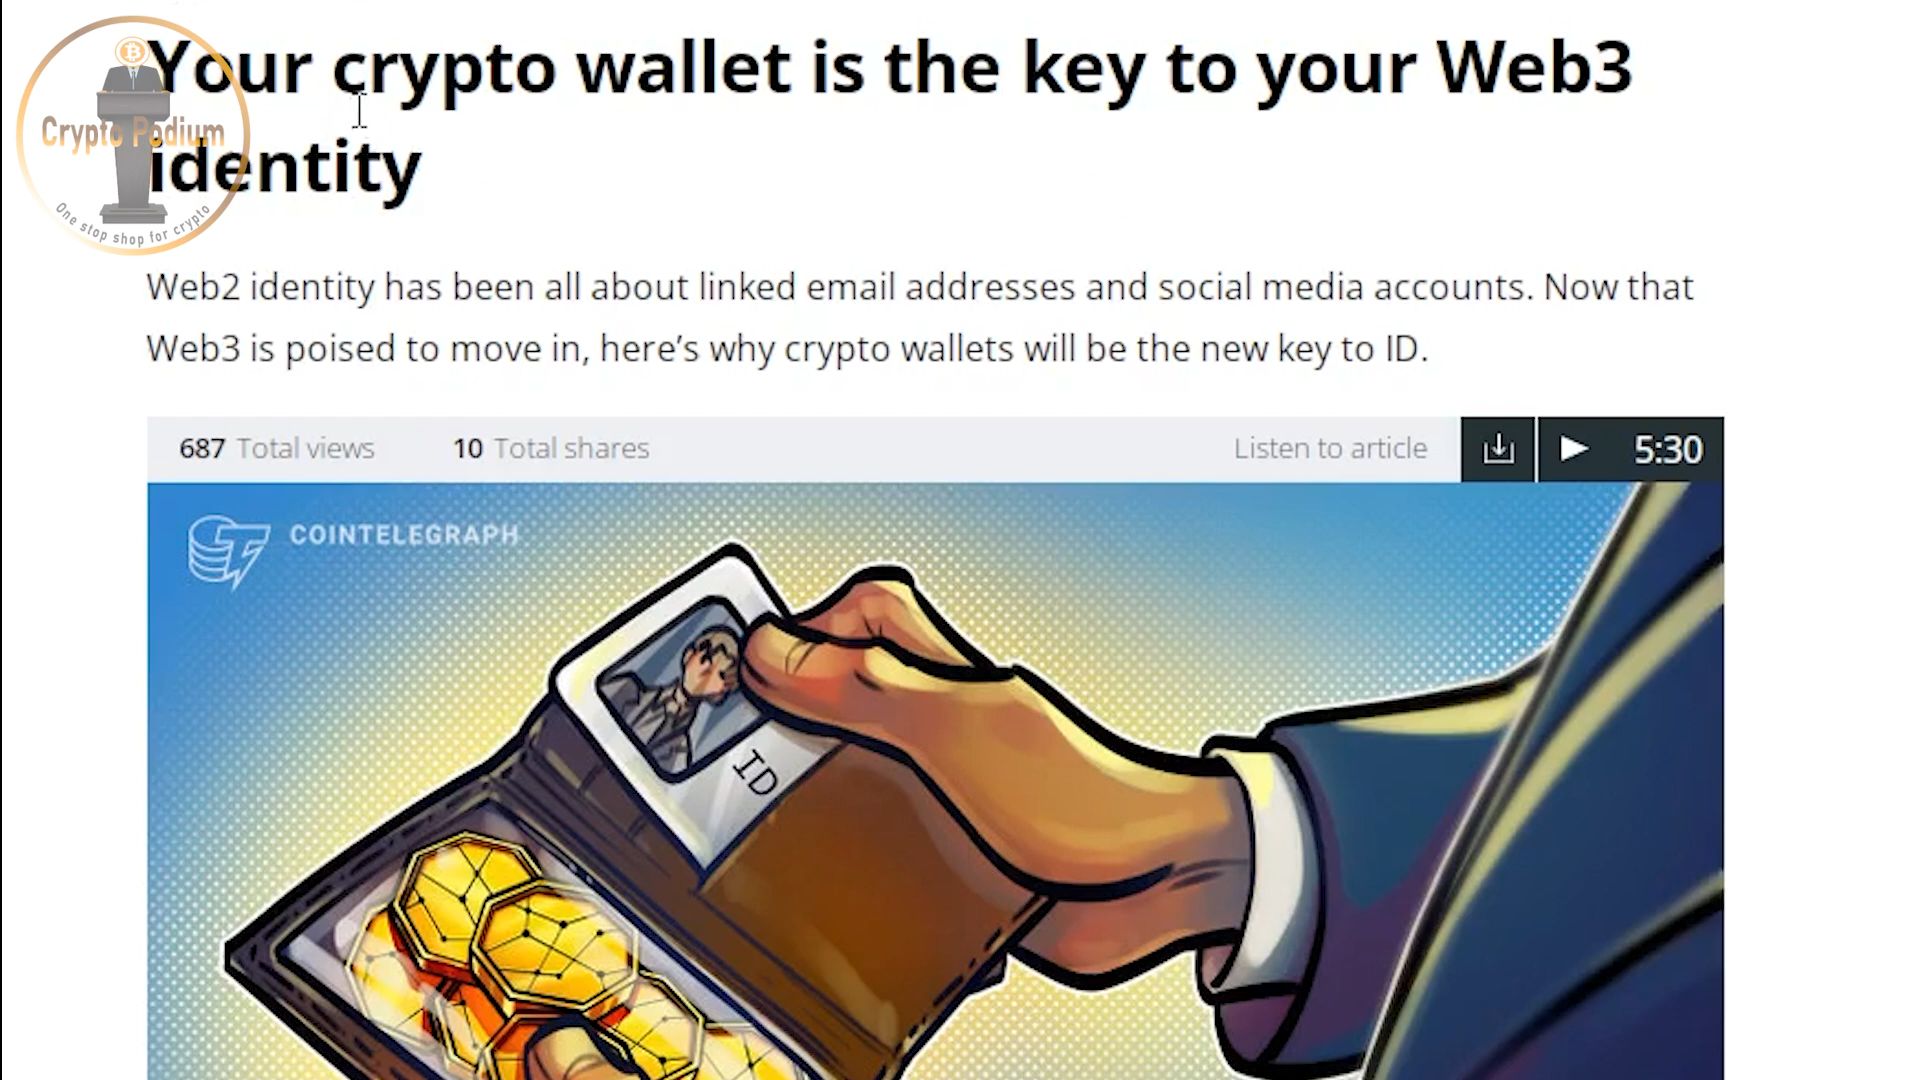 Your crypto wallet is the key to your Web3
identity
Crypto Podium
One stop shop for crypto
Web2 identity has been all about linked email addresses and social media accounts. Now that
Web3 is poised to move in, here’s why crypto wallets will be the new key to ID.
687 Total views 10 Total shares Listen to article 5:30
COINTELEGRAPH
ID